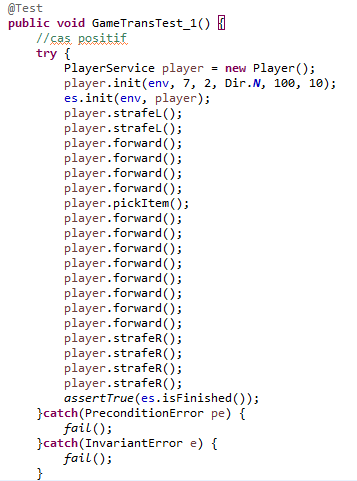 @Test
public void GameTransTest_1() {
//cas positif
try {
PlayerService player = new Player();
player.init(env, 7, 2, Dir.N, 100, 10);
es.init(env, player);
player.strafeL();
player.strafeL();
player.forward();
player.forward();
player.forward();
player.forward();
player.pickItem();
player.forward();
player.forward();
player.forward();
player.forward();
player.forward();
player.forward();
player.forward();
player.forward();
player.strafeR();
player.strafeR();
player.strafeR();
player.strafeR();
assertTrue(es.isFinished());
}catch(PreconditionError pe) {
fail();
}catch(InvariantError e) {
fail();
}